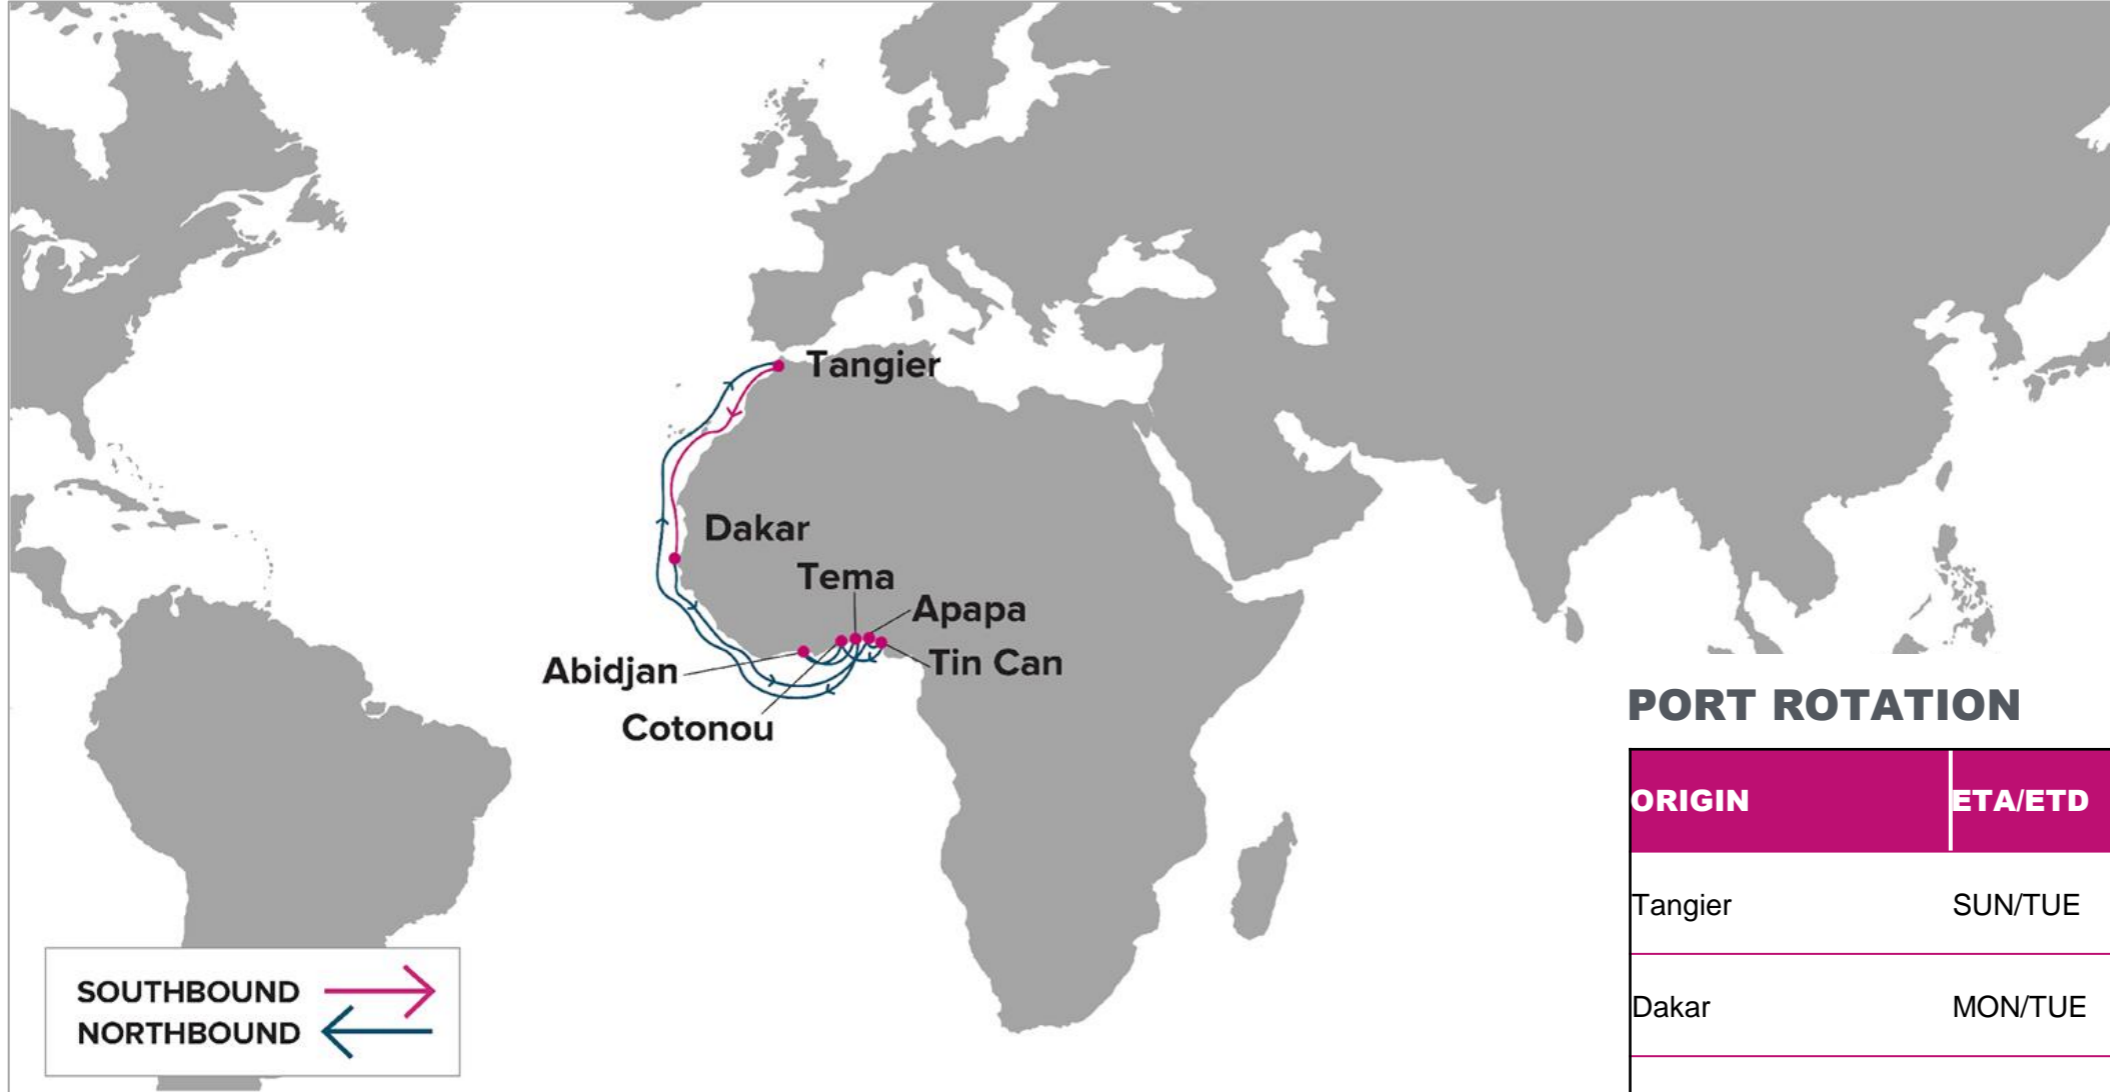 Tangier
Dakar
Tema
Apapa
Abidjan
Tin Can
Cotonou
SOUTHBOUND
NORTHBOUND
PORT ROTATION
ORIGIN ETA/ETD
Tangier SUN/TUE
Dakar MON/TUE